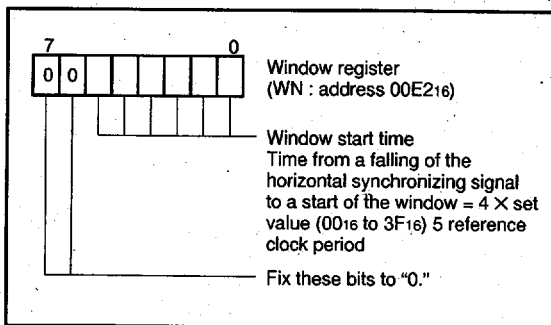 7 0
0 0
Window register
(WN : address 00E2₁₆)
Window start time
Time from a falling of the
horizontal synchronizing signal
to a start of the window = 4 × set
value (00₁₆ to 3F₁₆) 5 reference
clock period
Fix these bits to “0.”